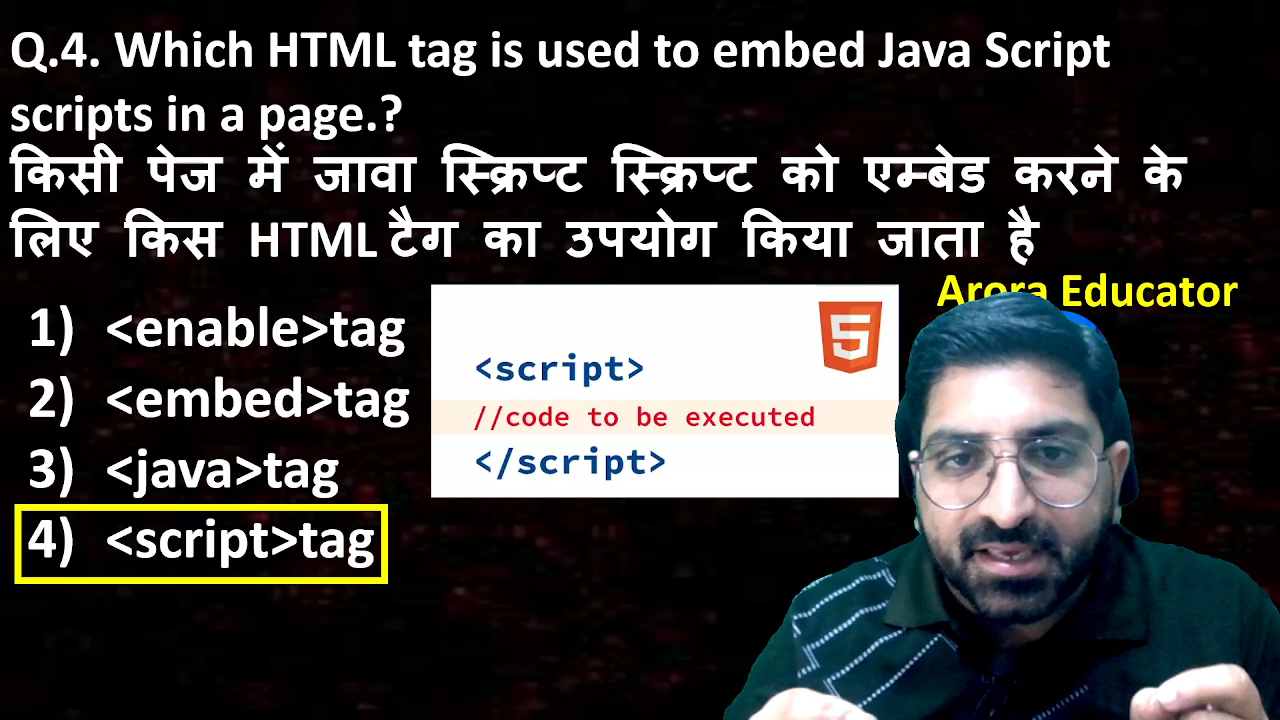 Q.4. Which HTML tag is used to embed Java Script
scripts in a page.?
किसी पेज में जावा स्क्रिप्ट स्क्रिप्ट को एम्बेड करने के
लिए किस HTML टैग का उपयोग किया जाता है
Arora Educator
1) <enable>tag
2) <embed>tag
3) <java>tag
4) <script>tag
5
<script>
//code to be executed
</script>